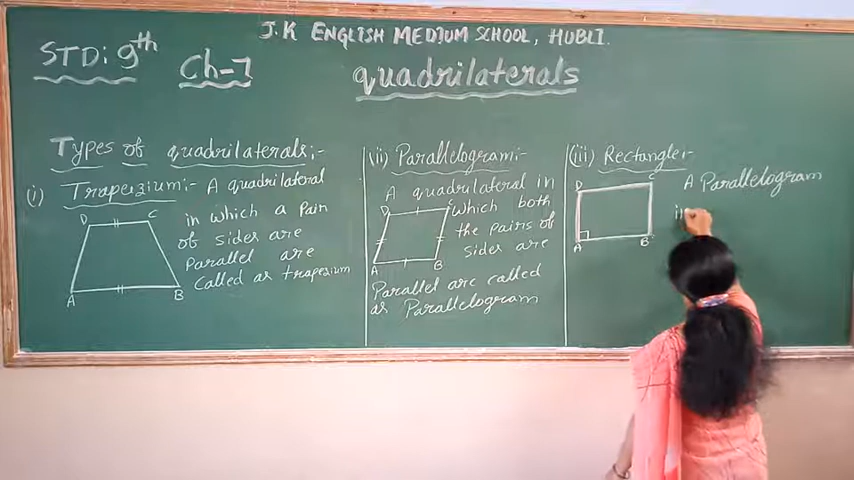 J.K ENGLISH MEDIUM SCHOOL, HUBLI.
STD: 9th Ch-7 quadrilaterals
Types of quadrilaterals:-
(i) Trapeizium:- A quadrilateral
in which a Pair
of sides are
Parallel are
called as trapezium
D C
A B
(ii) Parallelogram:-
A quadrilateral in
which both
the pairs of
sides are
Parallel are called
as Parallelogram
D C
A B
(iii) Rectangle:-
A Parallelogram
in
D C
A B